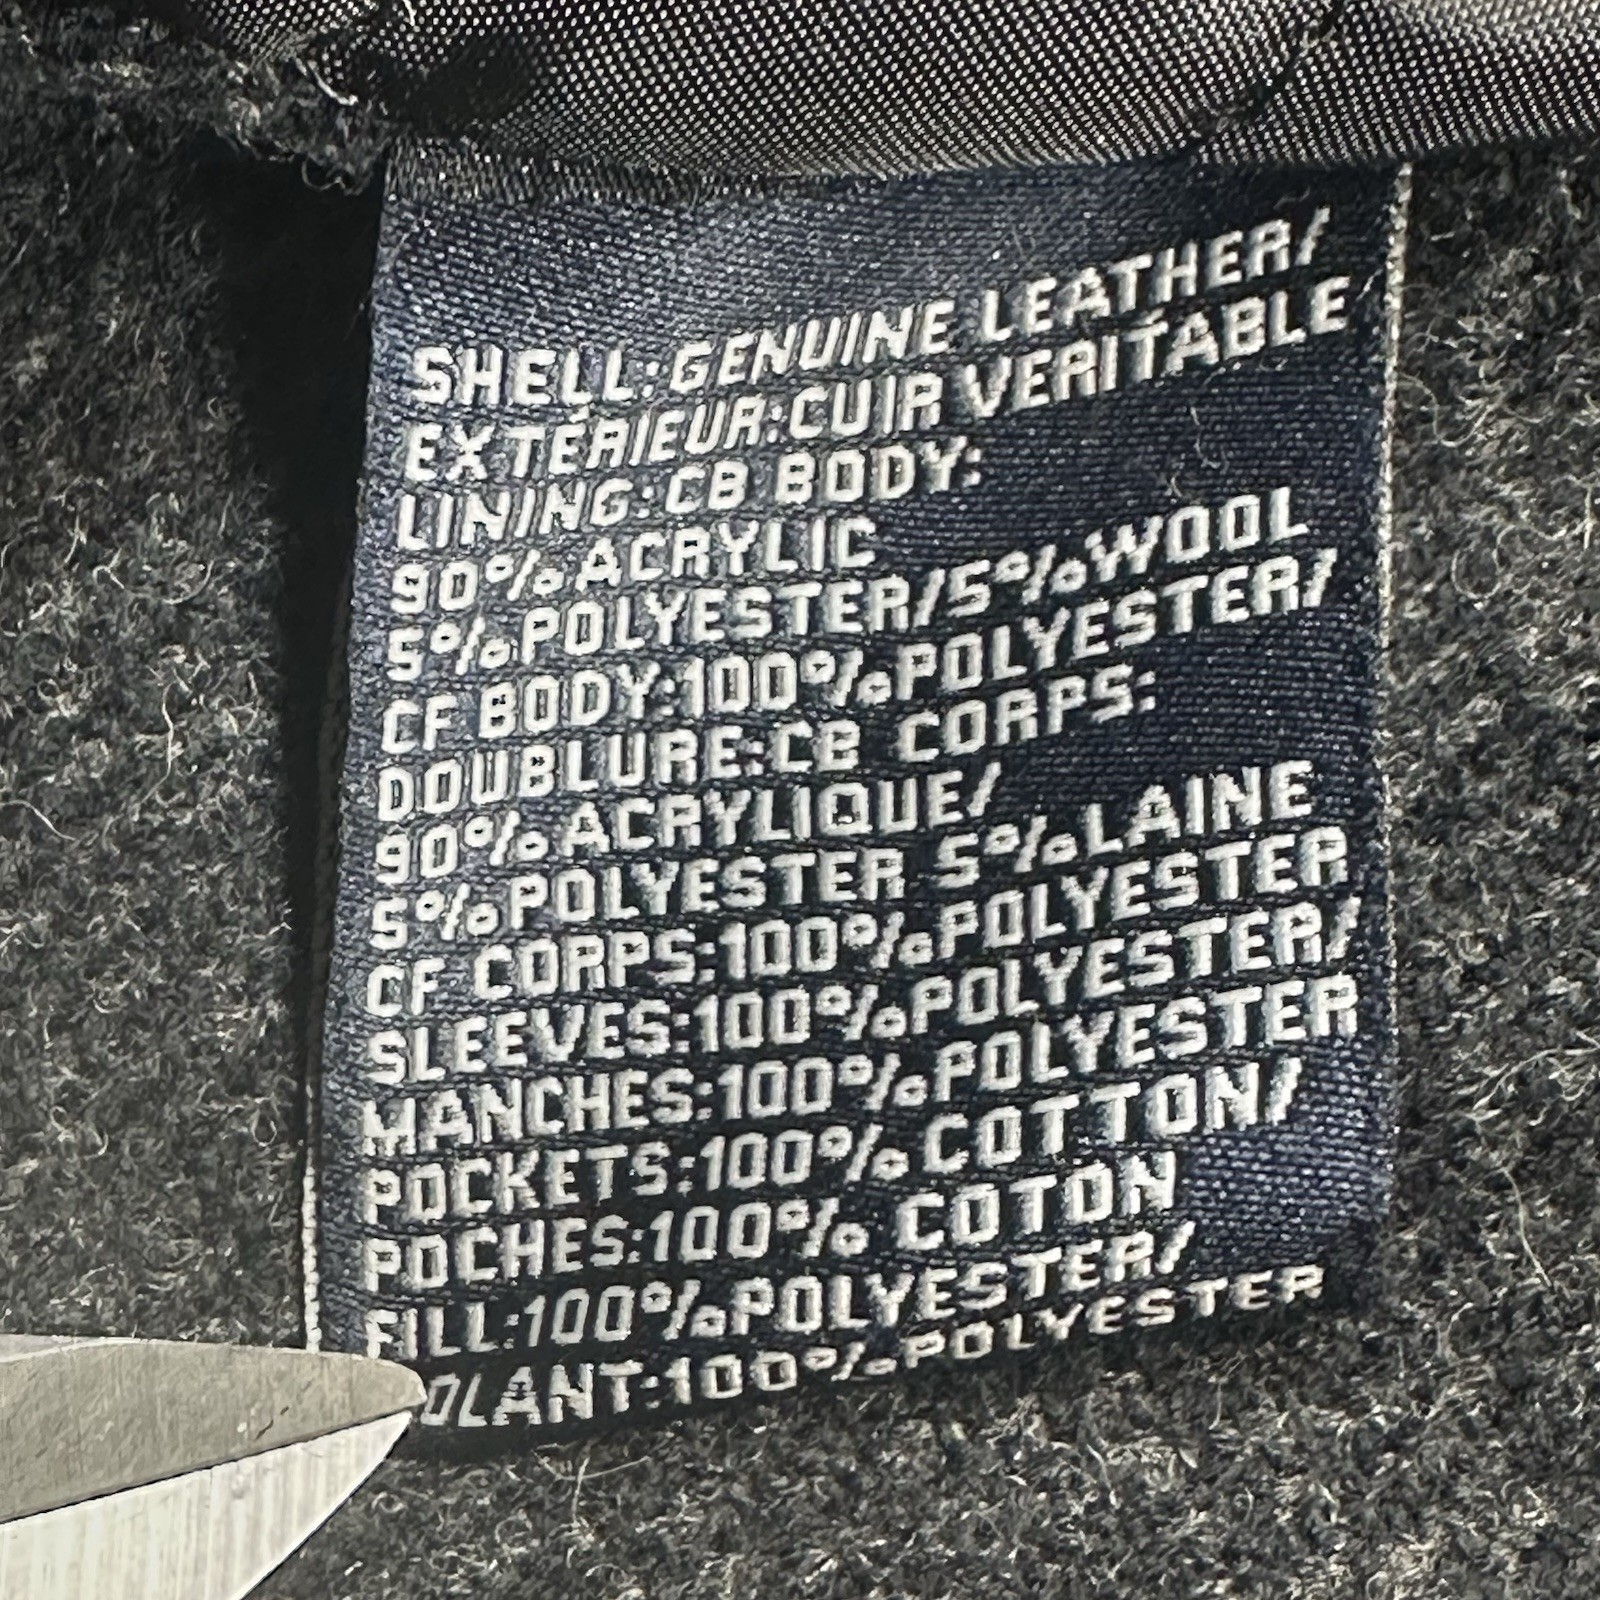 SHELL:GENUINE LEATHER/
EXTÉRIEUR:CUIR VERITABLE
LINING:CB BODY:
90%ACRYLIC
5%POLYESTER/5%WOOL
CF BODY:100%POLYESTER/
DOUBLURE:CB CORPS:
90%ACRYLIQUE/
5%POLYESTER 5%LAINE
CF CORPS:100%POLYESTER
SLEEVES:100%POLYESTER/
MANCHES:100%POLYESTER
POCKETS:100% COTTON/
POCHES:100% COTON
FILL:100%POLYESTER/
OLANT:100%POLYESTER